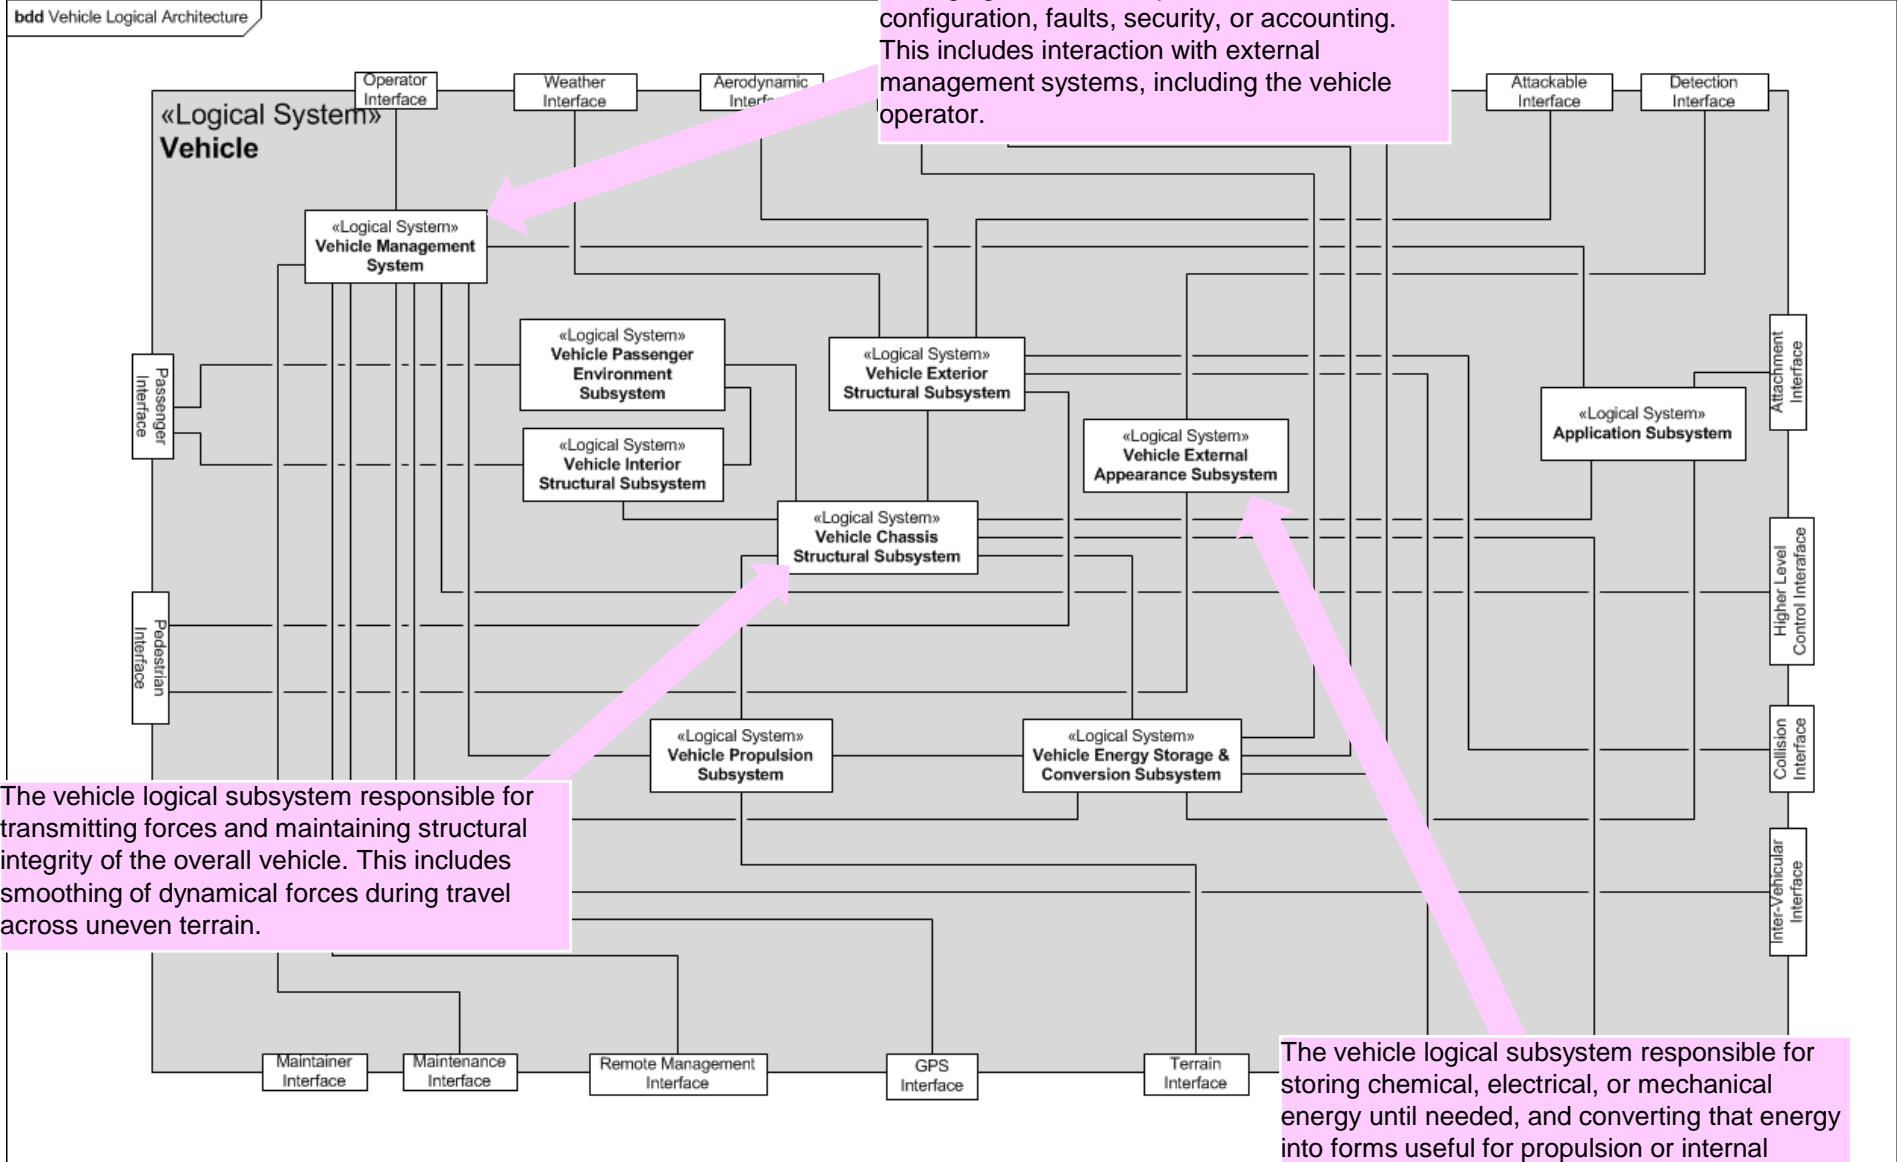 bdd Vehicle Logical Architecture
configuration, faults, security, or accounting.
This includes interaction with external
management systems, including the vehicle
operator.
Operator
Interface
Weather
Interface
Aerodynamic
Attackable
Interface
Detection
Interface
«Logical System»
Vehicle
«Logical System»
Vehicle Management
System
«Logical System»
Vehicle Passenger
Environment
Subsystem
«Logical System»
Vehicle Exterior
Structural Subsystem
Passenger
Interface
Attachment
Interface
«Logical System»
Application Subsystem
«Logical System»
Vehicle Interior
Structural Subsystem
«Logical System»
Vehicle External
Appearance Subsystem
«Logical System»
Vehicle Chassis
Structural Subsystem
Higher Level
Control Interaface
Pedestrian
Interface
«Logical System»
Vehicle Propulsion
Subsystem
«Logical System»
Vehicle Energy Storage &
Conversion Subsystem
Collision
Interface
The vehicle logical subsystem responsible for
transmitting forces and maintaining structural
integrity of the overall vehicle. This includes
smoothing of dynamical forces during travel
across uneven terrain.
Inter-Vehicular
Interface
Maintainer
Interface
Maintenance
Interface
Remote Management
Interface
GPS
Interface
Terrain
Interface
The vehicle logical subsystem responsible for
storing chemical, electrical, or mechanical
energy until needed, and converting that energy
into forms useful for propulsion or internal